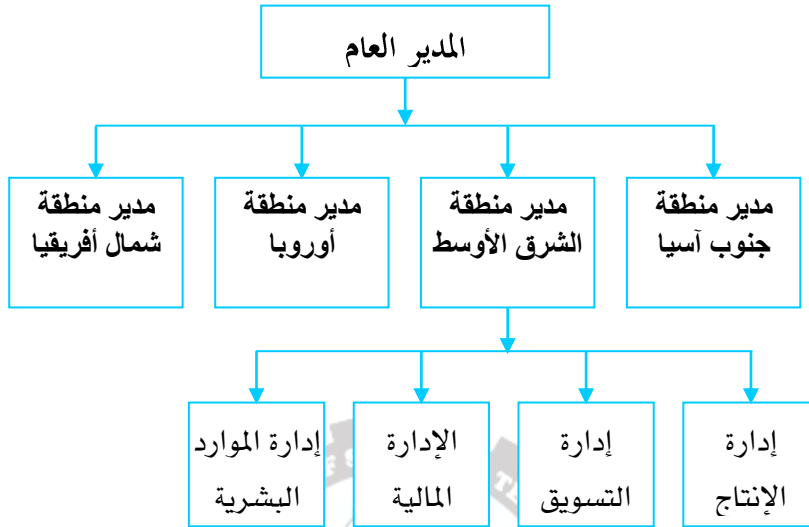 المدير العام
مدير منطقة
جنوب آسيا
مدير منطقة
الشرق الأوسط
مدير منطقة
أوروبا
مدير منطقة
شمال أفريقيا
إدارة
الإنتاج
إدارة
التسويق
الإدارة
المالية
إدارة الموارد
البشرية